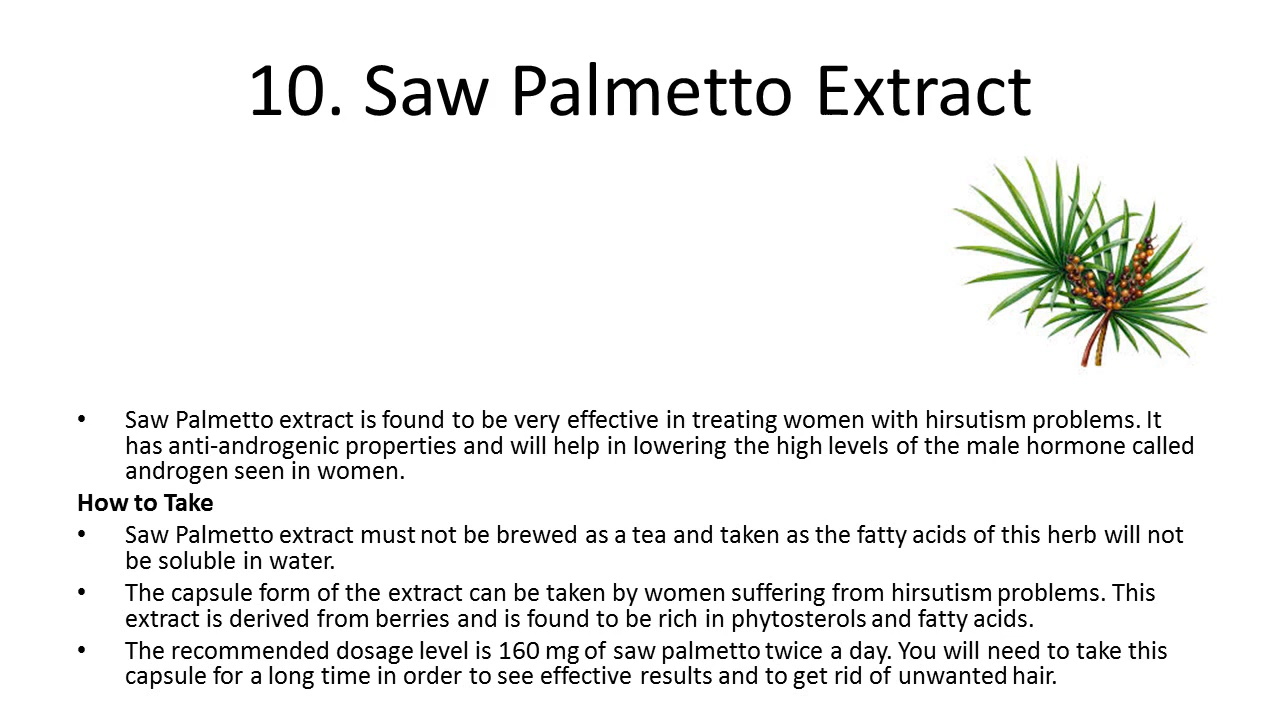 10. Saw Palmetto Extract
• Saw Palmetto extract is found to be very effective in treating women with hirsutism problems. It
has anti-androgenic properties and will help in lowering the high levels of the male hormone called
androgen seen in women.
How to Take
• Saw Palmetto extract must not be brewed as a tea and taken as the fatty acids of this herb will not
be soluble in water.
• The capsule form of the extract can be taken by women suffering from hirsutism problems. This
extract is derived from berries and is found to be rich in phytosterols and fatty acids.
• The recommended dosage level is 160 mg of saw palmetto twice a day. You will need to take this
capsule for a long time in order to see effective results and to get rid of unwanted hair.